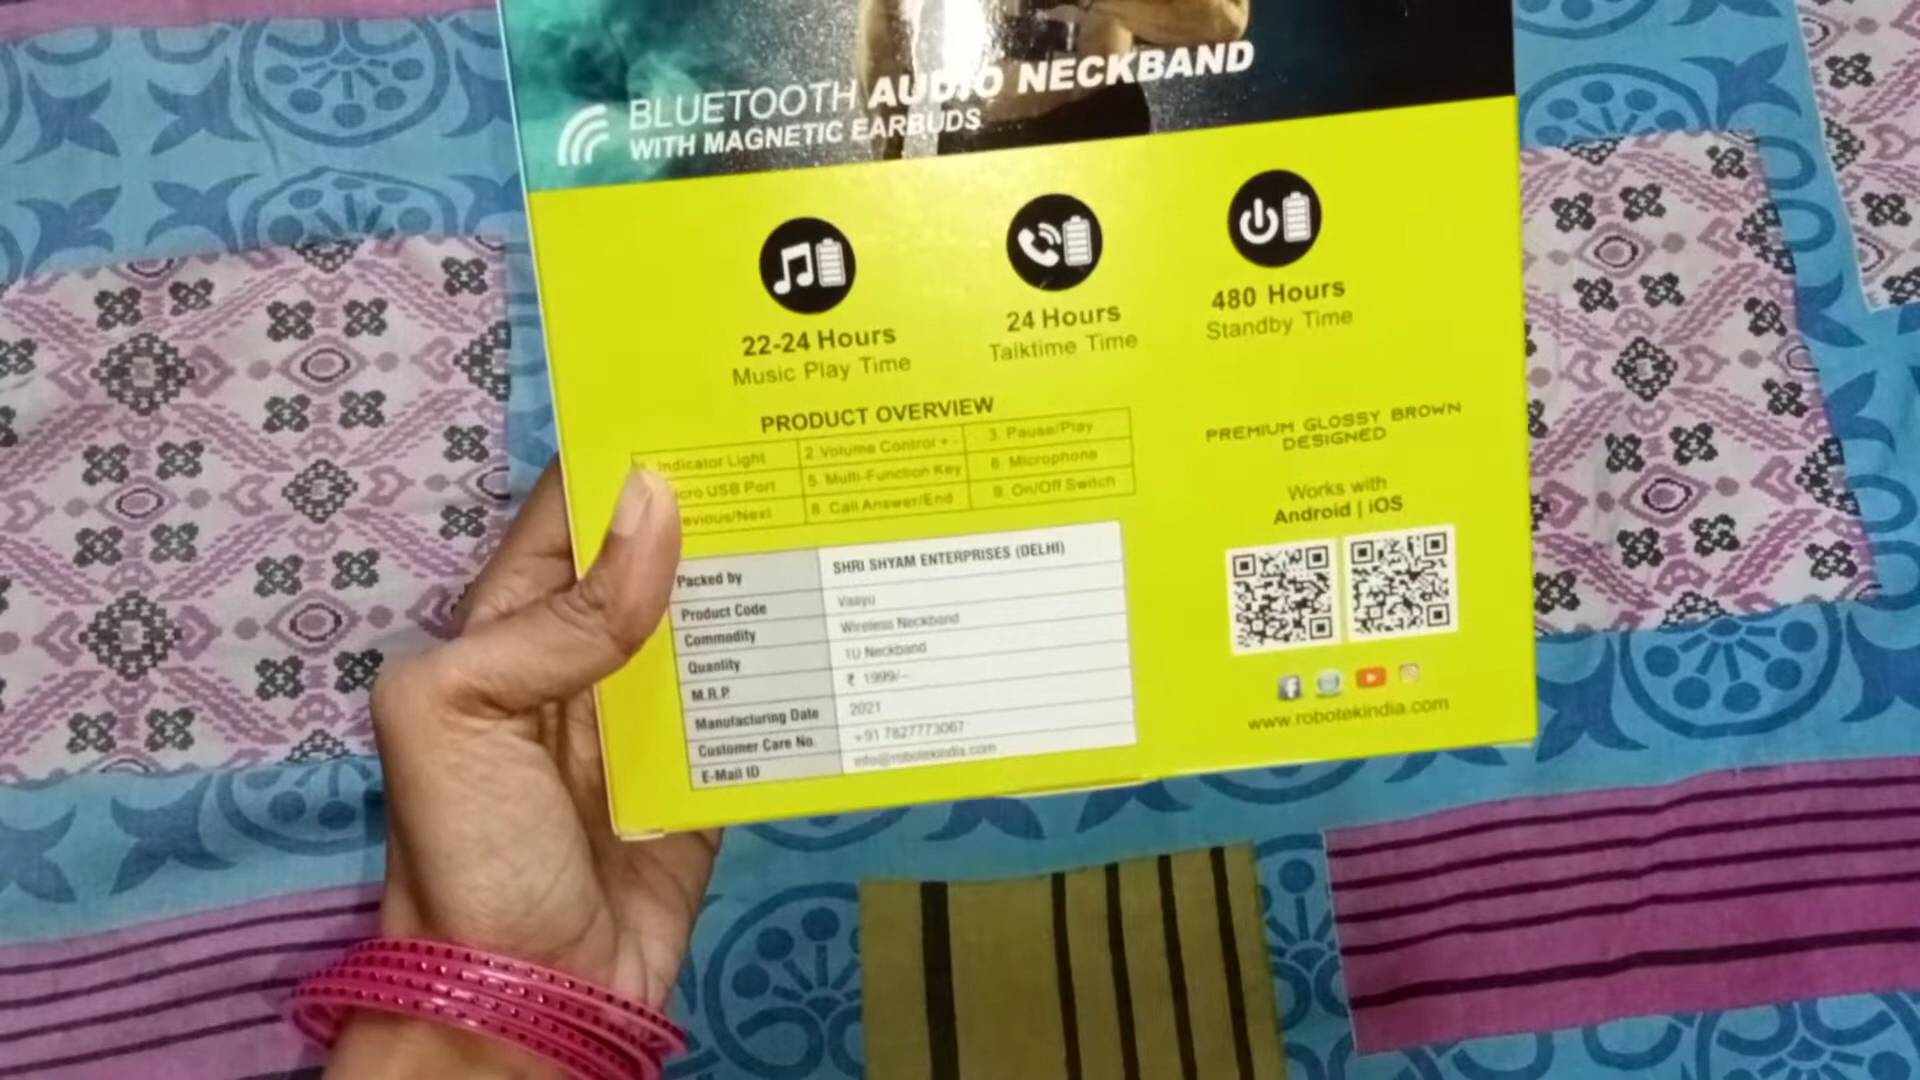 BLUETOOTH AUDIO NECKBAND
WITH MAGNETIC EARBUDS
22-24 Hours
Music Play Time
24 Hours
Talktime Time
480 Hours
Standby Time
PRODUCT OVERVIEW
Indicator Light
2 Volume Control + -
3. Pause/Play
USB Port
5. Multi-Function Key
6. Microphone
8 Call Answer/End
9. On/Off Switch
PREMIUM GLOSSY BROWN
DESIGNED
Works with
Android | iOS
Packed by SHRI SHYAM ENTERPRISES (DELHI)
Product Code Vaayu
Commodity Wireless Neckband
Quantity 1U Neckband
M.R.P. ₹ 1999/-
Manufacturing Date 2021
Customer Care No. +91 7827773067
E-Mail ID info@robotekindia.com
www.robotekindia.com